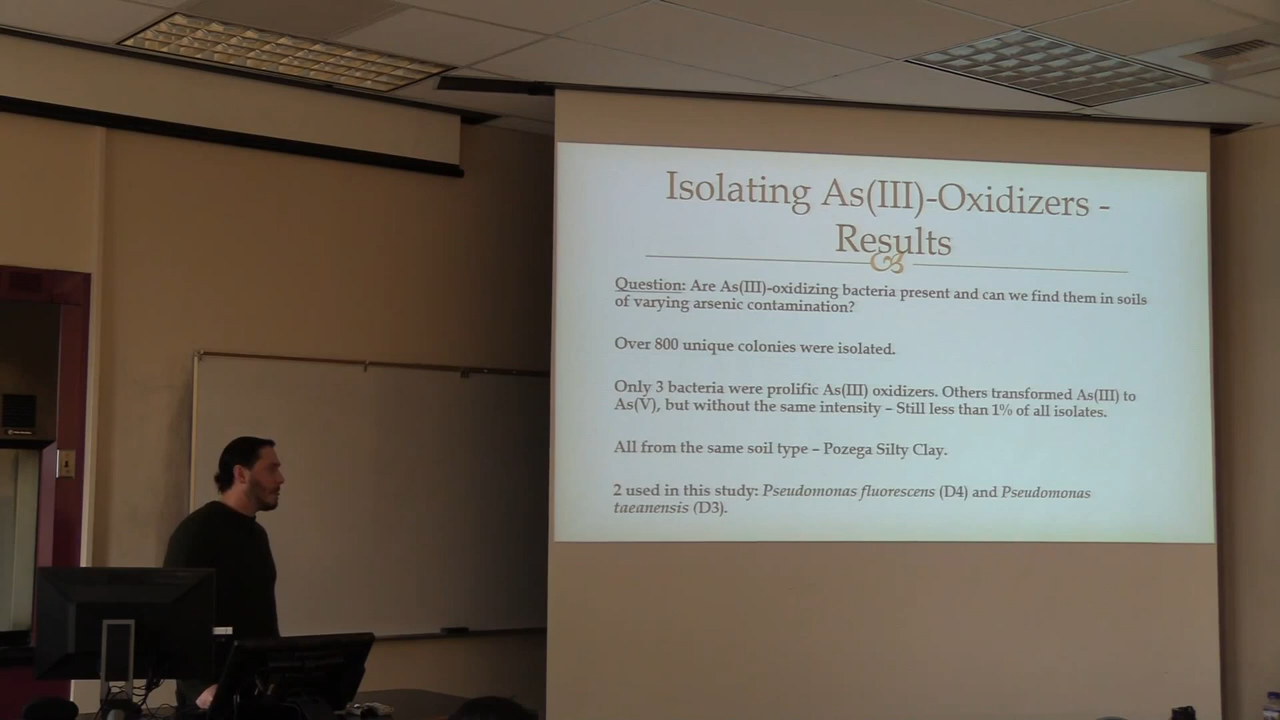 Isolating As(III)-Oxidizers -
Results
Question: Are As(III)-oxidizing bacteria present and can we find them in soils
of varying arsenic contamination?
Over 800 unique colonies were isolated.
Only 3 bacteria were prolific As(III) oxidizers. Others transformed As(III) to
As(V), but without the same intensity – Still less than 1% of all isolates.
All from the same soil type – Pozega Silty Clay.
2 used in this study: Pseudomonas fluorescens (D4) and Pseudomonas
taeanensis (D3).